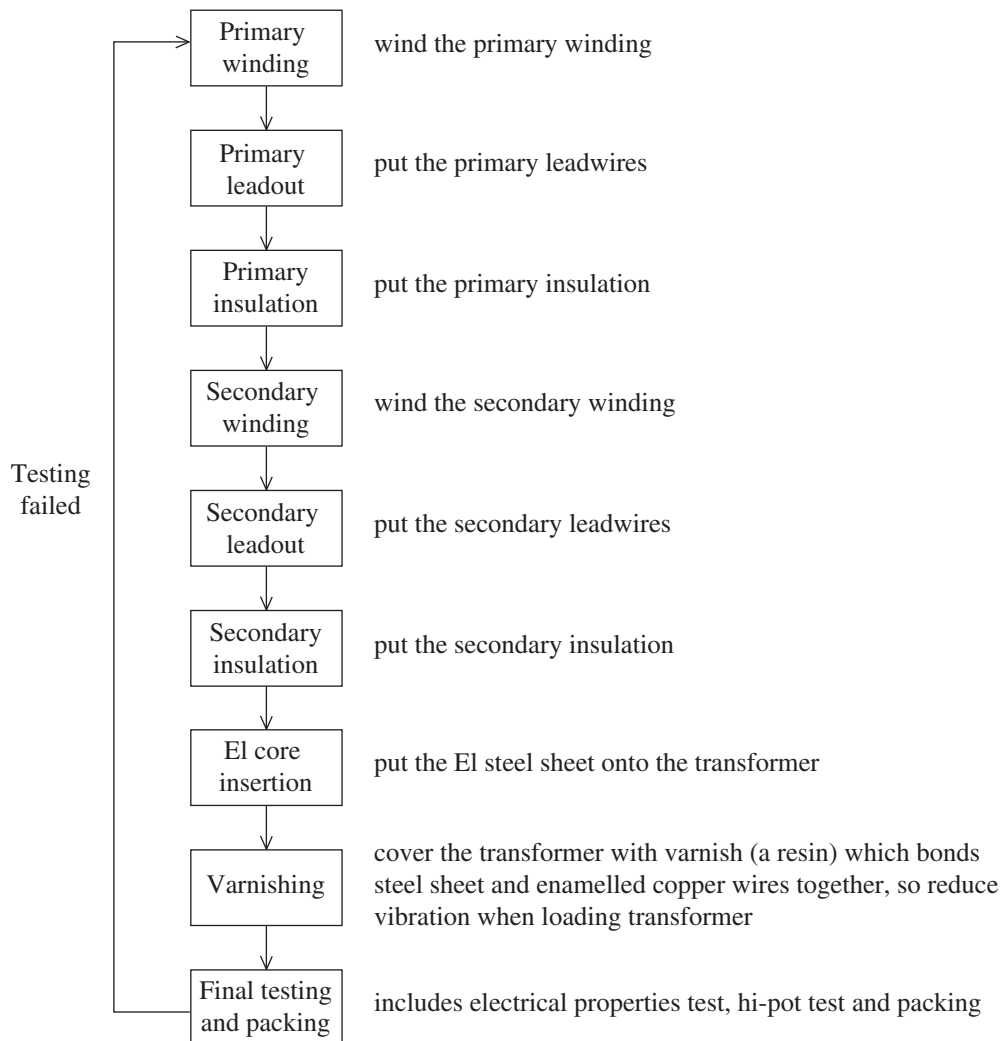 Primary
winding
wind the primary winding
Primary
leadout
put the primary leadwires
Primary
insulation
put the primary insulation
Secondary
winding
wind the secondary winding
Testing
failed
Secondary
leadout
put the secondary leadwires
Secondary
insulation
put the secondary insulation
El core
insertion
put the El steel sheet onto the transformer
Varnishing
cover the transformer with varnish (a resin) which bonds
steel sheet and enamelled copper wires together, so reduce
vibration when loading transformer
Final testing
and packing
includes electrical properties test, hi-pot test and packing